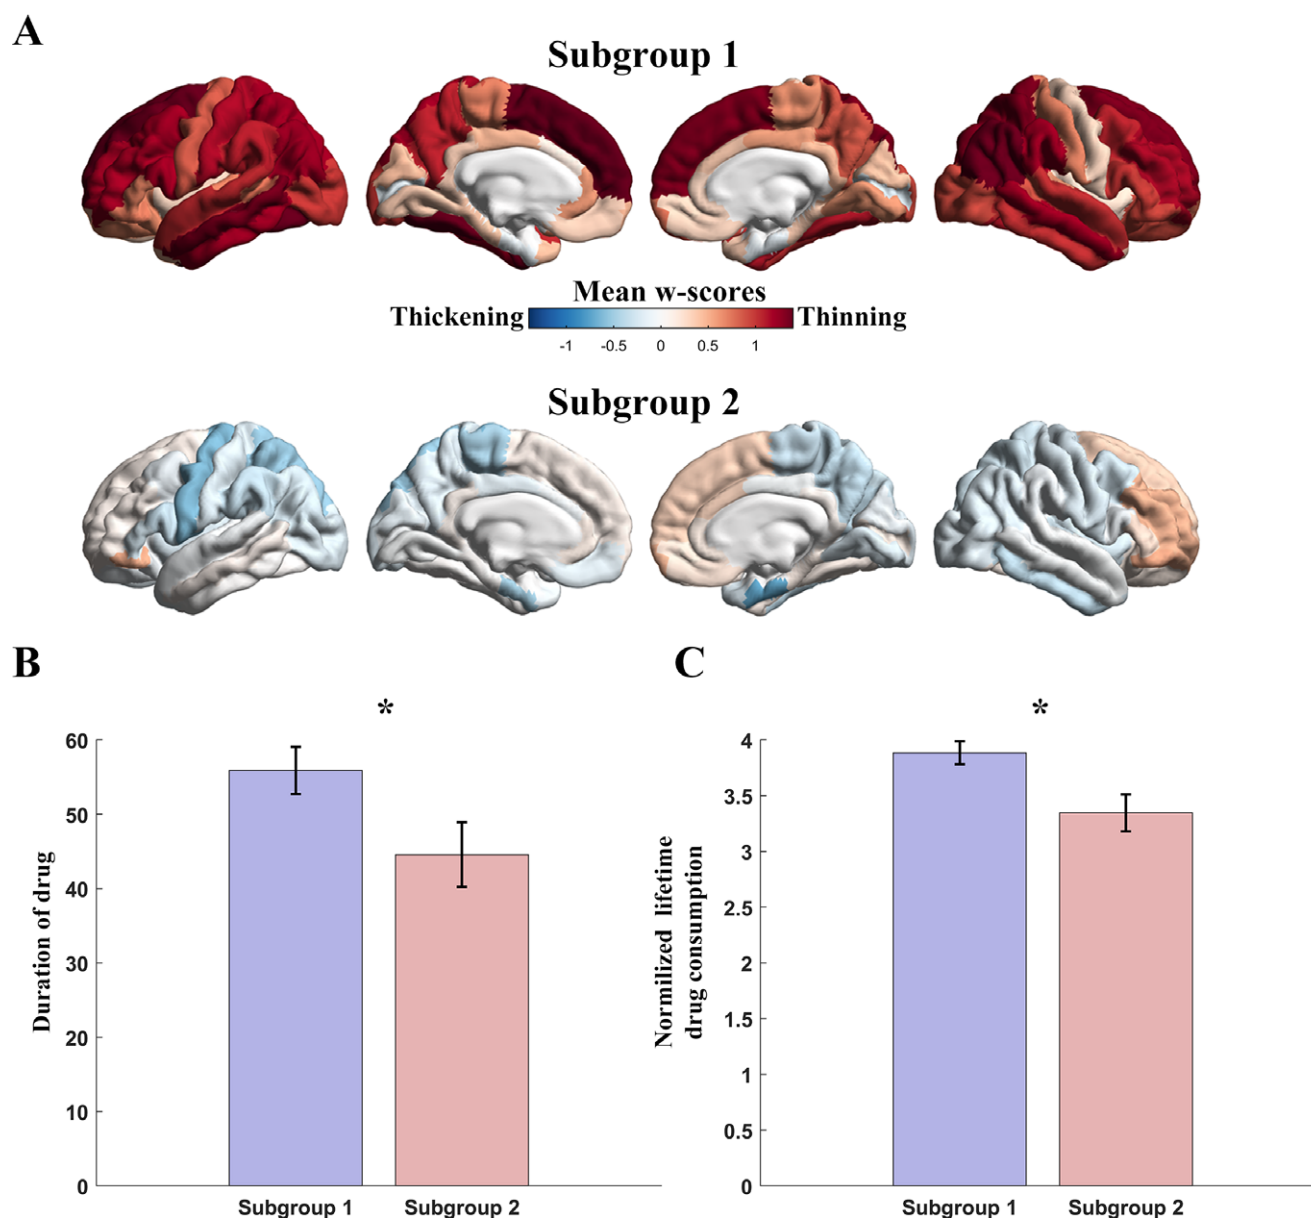 A
Subgroup 1
Mean w-scores
Thickening
Thinning
-1 -0.5 0 0.5 1
Subgroup 2
B
*
60
50
40
30
20
10
0
Duration of drug
Subgroup 1 Subgroup 2
C
*
4
3.5
3
2.5
2
1.5
1
0.5
0
Normilized lifetime
drug consumption
Subgroup 1 Subgroup 2